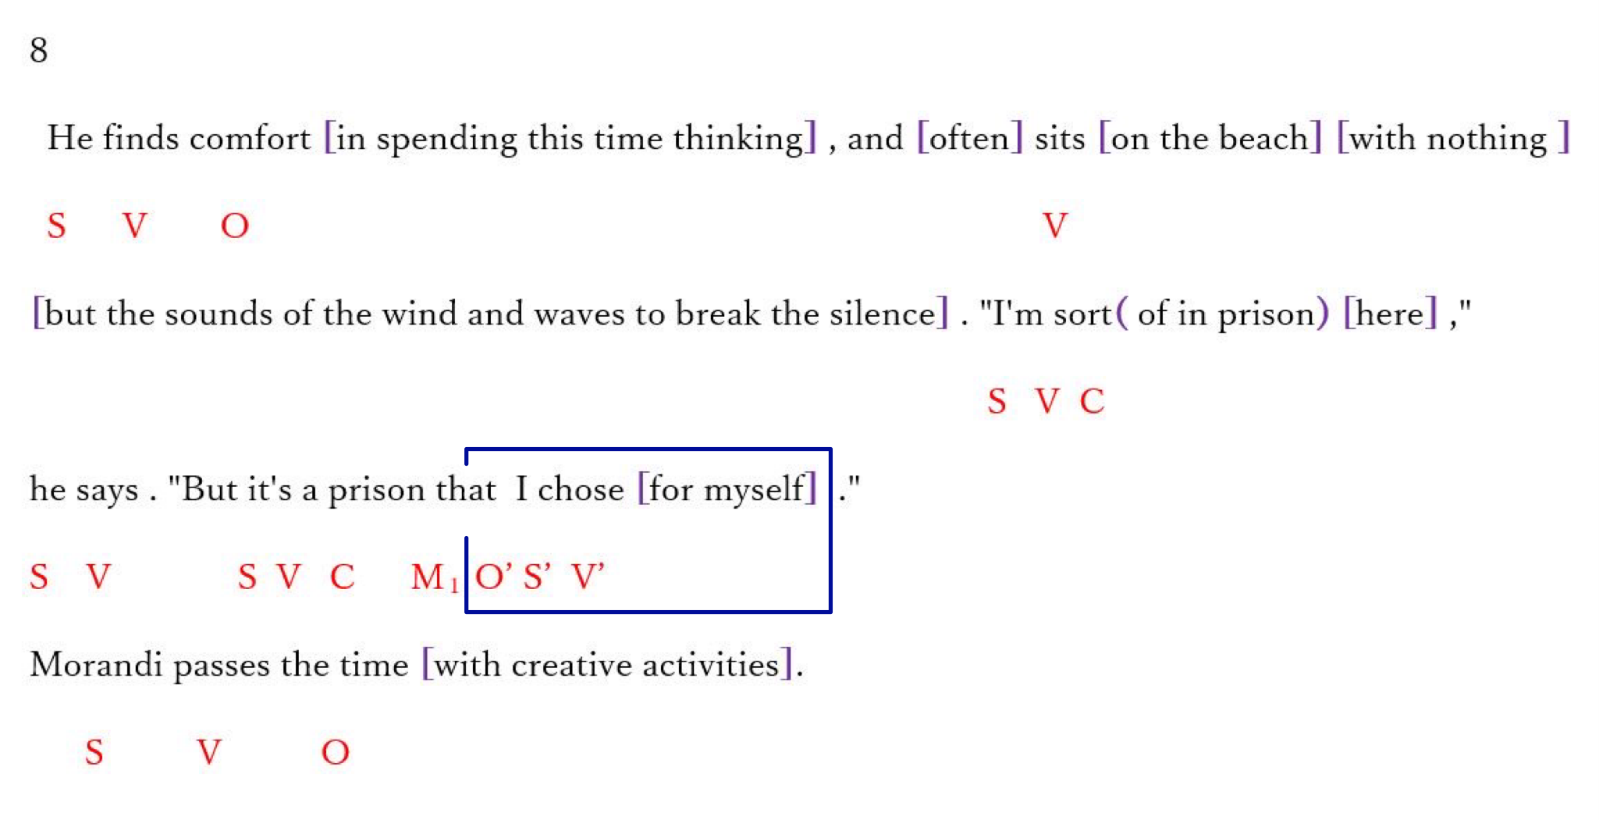 8
He finds comfort [in spending this time thinking] , and [often] sits [on the beach] [with nothing ]
S V O V
[but the sounds of the wind and waves to break the silence] . "I'm sort( of in prison) [here] ,"
S V C
he says . "But it's a prison that I chose [for myself] ."
S V S V C M₁ O’ S’ V’
Morandi passes the time [with creative activities].
S V O